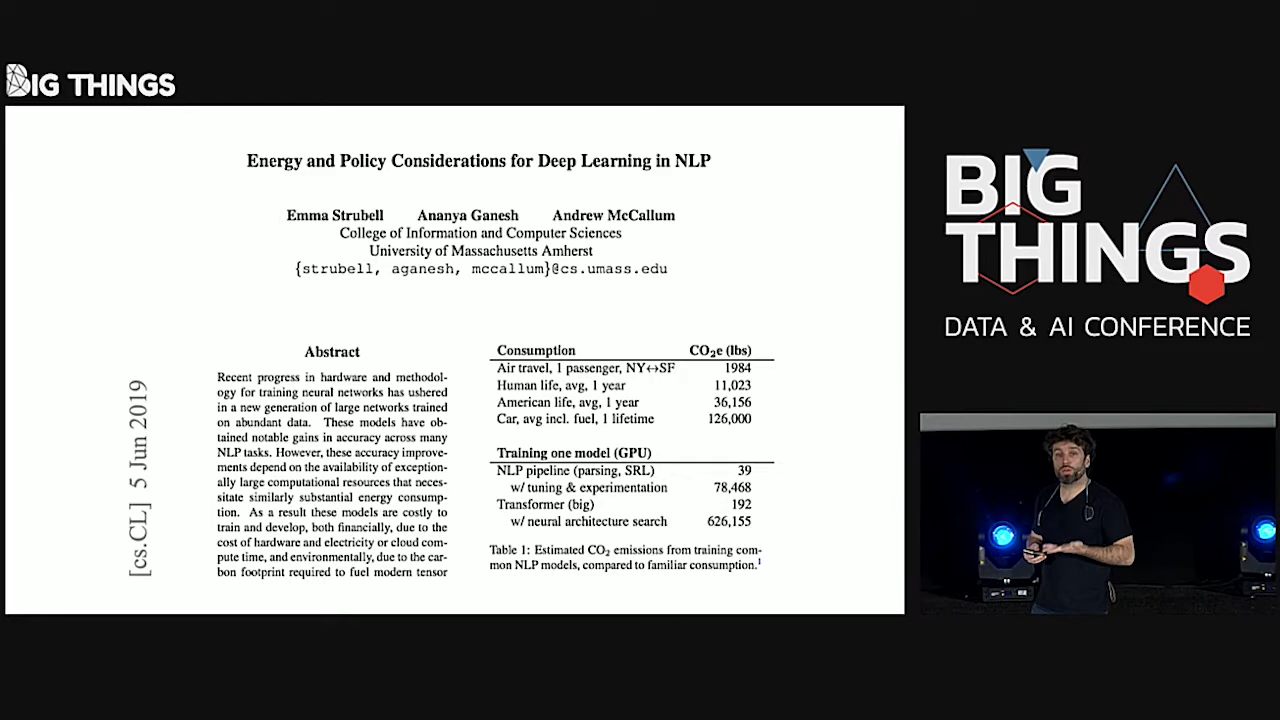 BIG THINGS
Energy and Policy Considerations for Deep Learning in NLP
Emma Strubell Ananya Ganesh Andrew McCallum
College of Information and Computer Sciences
University of Massachusetts Amherst
{strubell, aganesh, mccallum}@cs.umass.edu
[cs.CL] 5 Jun 2019
Abstract
Recent progress in hardware and methodol-
ogy for training neural networks has ushered
in a new generation of large networks trained
on abundant data. These models have ob-
tained notable gains in accuracy across many
NLP tasks. However, these accuracy improve-
ments depend on the availability of exception-
ally large computational resources that neces-
sitate similarly substantial energy consump-
tion. As a result these models are costly to
train and develop, both financially, due to the
cost of hardware and electricity or cloud com-
pute time, and environmentally, due to the car-
bon footprint required to fuel modern tensor
Consumption CO₂e (lbs)
Air travel, 1 passenger, NY↔SF 1984
Human life, avg, 1 year 11,023
American life, avg, 1 year 36,156
Car, avg incl. fuel, 1 lifetime 126,000
Training one model (GPU)
NLP pipeline (parsing, SRL) 39
w/ tuning & experimentation 78,468
Transformer (big) 192
w/ neural architecture search 626,155
Table 1: Estimated CO₂ emissions from training com-
mon NLP models, compared to familiar consumption.¹
BIG
THINGS
DATA & AI CONFERENCE